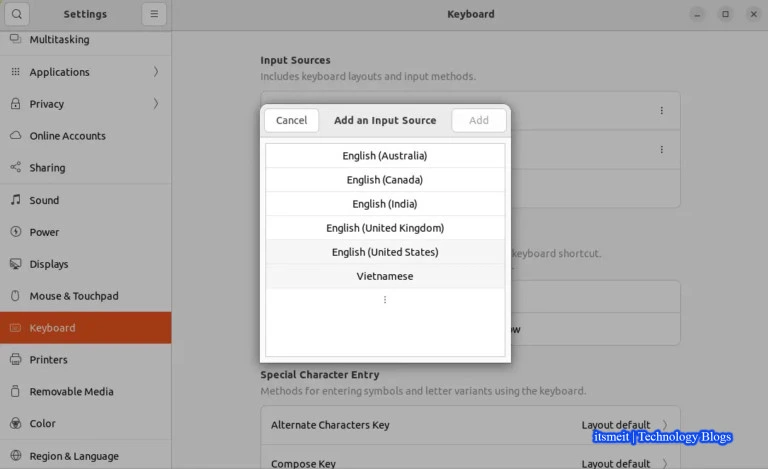 Settings
Keyboard
Multitasking
Applications
Privacy
Online Accounts
Sharing
Sound
Power
Displays
Mouse & Touchpad
Keyboard
Printers
Removable Media
Color
Region & Language
Input Sources
Includes keyboard layouts and input methods.
Cancel
Add an Input Source
Add
English (Australia)
English (Canada)
English (India)
English (United Kingdom)
English (United States)
Vietnamese
keyboard shortcut.
Special Character Entry
Methods for entering symbols and letter variants using the keyboard.
Alternate Characters Key
Layout default
Compose Key
Layout default
itsmeit | Technology Blogs